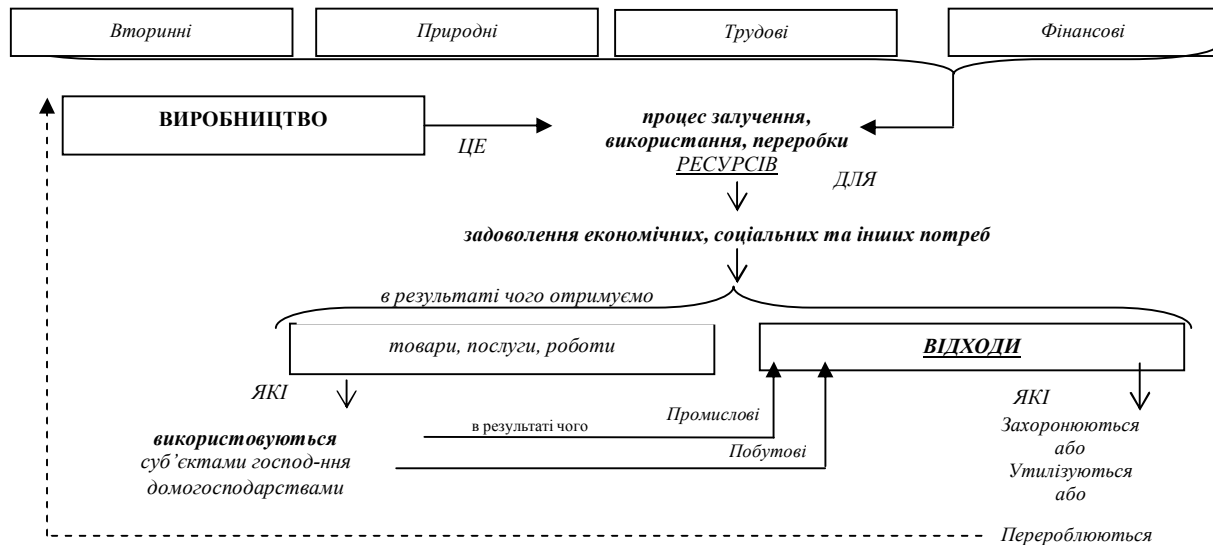 Вторинні
Природні
Трудові
Фінансові
ВИРОБНИЦТВО
ЦЕ
процес залучення,
використання, переробки
РЕСУРСІВ
ДЛЯ
задоволення економічних, соціальних та інших потреб
в результаті чого отримуємо
товари, послуги, роботи
ВІДХОДИ
ЯКІ
використовуються
суб’єктами господ-ння
домогосподарствами
в результаті чого
Промислові
Побутові
ЯКІ
Захоронюються
або
Утилізуються
або
Перероблюються